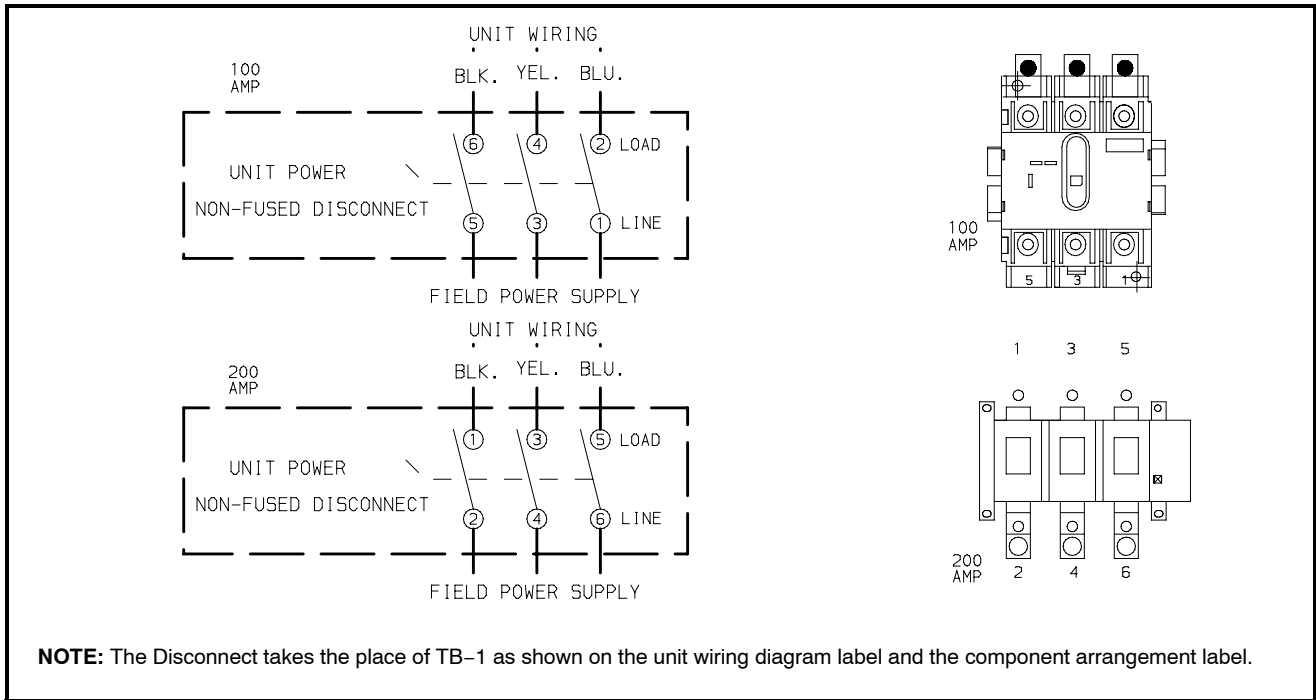 UNIT WIRING
100
AMP
BLK. YEL. BLU.
6 4 2 LOAD
UNIT POWER
NON-FUSED DISCONNECT
5 3 1 LINE
FIELD POWER SUPPLY
UNIT WIRING
200
AMP
BLK. YEL. BLU.
1 3 5 LOAD
UNIT POWER
NON-FUSED DISCONNECT
2 4 6 LINE
FIELD POWER SUPPLY
100
AMP
5 3 1
1 3 5
200
AMP
2 4 6
NOTE: The Disconnect takes the place of TB−1 as shown on the unit wiring diagram label and the component arrangement label.